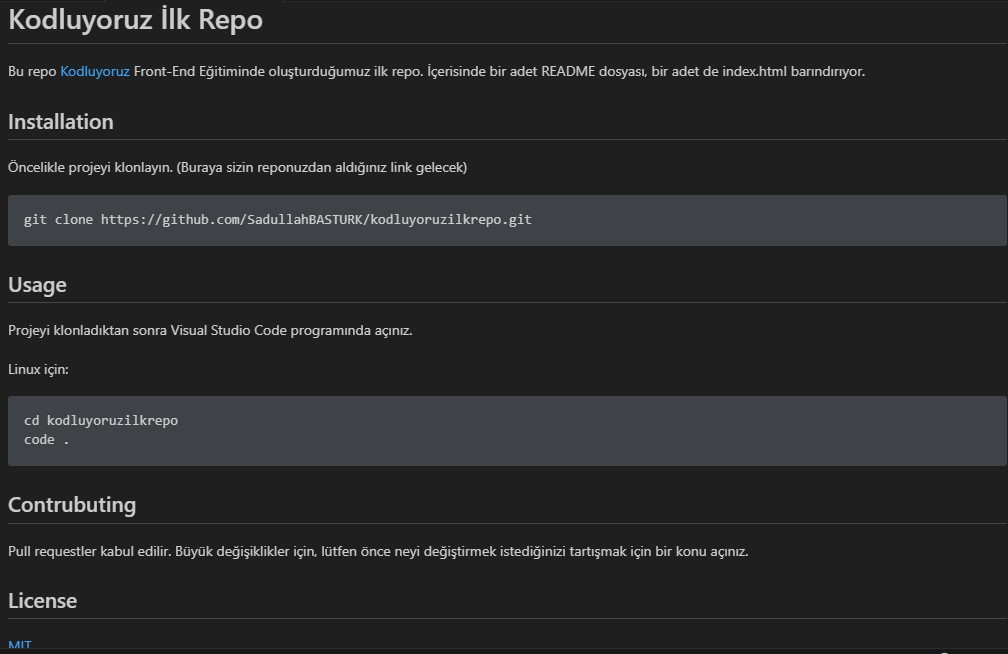 Kodluyoruz İlk Repo
Bu repo Kodluyoruz Front-End Eğitiminde oluşturduğumuz ilk repo. İçerisinde bir adet README dosyası, bir adet de index.html barındırıyor.
Installation
Öncelikle projeyi klonlayın. (Buraya sizin reponuzdan aldığınız link gelecek)
git clone https://github.com/SadullahBASTURK/kodluyoruzilkrepo.git
Usage
Projeyi klonladıktan sonra Visual Studio Code programında açınız.
Linux için:
cd kodluyoruzilkrepo
code .
Contrubuting
Pull requestler kabul edilir. Büyük değişiklikler için, lütfen önce neyi değiştirmek istediğinizi tartışmak için bir konu açınız.
License
MIT